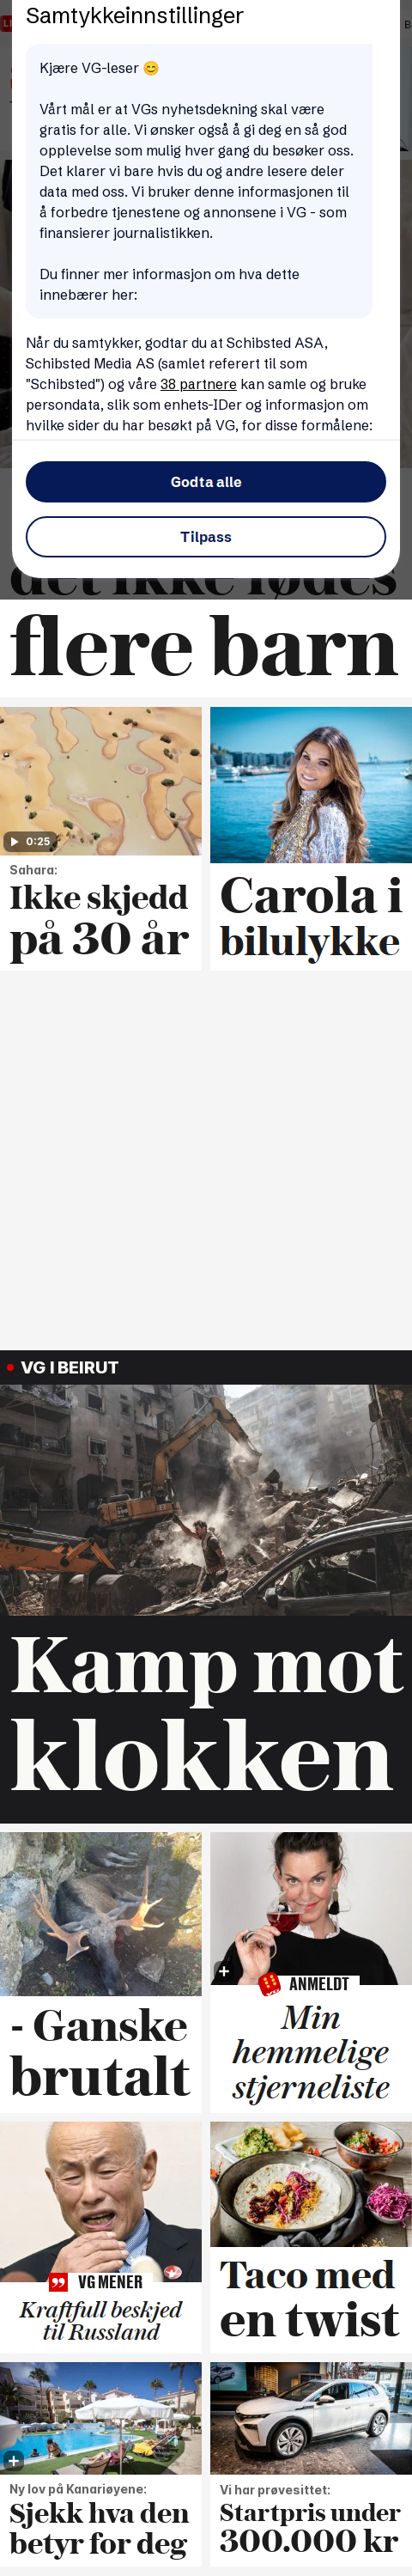 Samtykkeinnstillinger
Kjære VG-leser 😊
Vårt mål er at VGs nyhetsdekning skal være
gratis for alle. Vi ønsker også å gi deg en så god
opplevelse som mulig hver gang du besøker oss.
Det klarer vi bare hvis du og andre lesere deler
data med oss. Vi bruker denne informasjonen til
å forbedre tjenestene og annonsene i VG - som
finansierer journalistikken.
Du finner mer informasjon om hva dette
innebærer her:
Når du samtykker, godtar du at Schibsted ASA,
Schibsted Media AS (samlet referert til som
"Schibsted") og våre 38 partnere kan samle og bruke
persondata, slik som enhets-IDer og informasjon om
hvilke sider du har besøkt på VG, for disse formålene:
Godta alle
Tilpass
det ikke fødes
flere barn
0:25
Sahara:
Ikke skjedd
på 30 år
Carola i
bilulykke
VG I BEIRUT
Kamp mot
klokken
- Ganske
brutalt
ANMELDT
Min
hemmelige
stjerneliste
VG MENER
Kraftfull beskjed
til Russland
Taco med
en twist
Ny lov på Kanariøyene:
Sjekk hva den
betyr for deg
Vi har prøvesittet:
Startpris under
300.000 kr